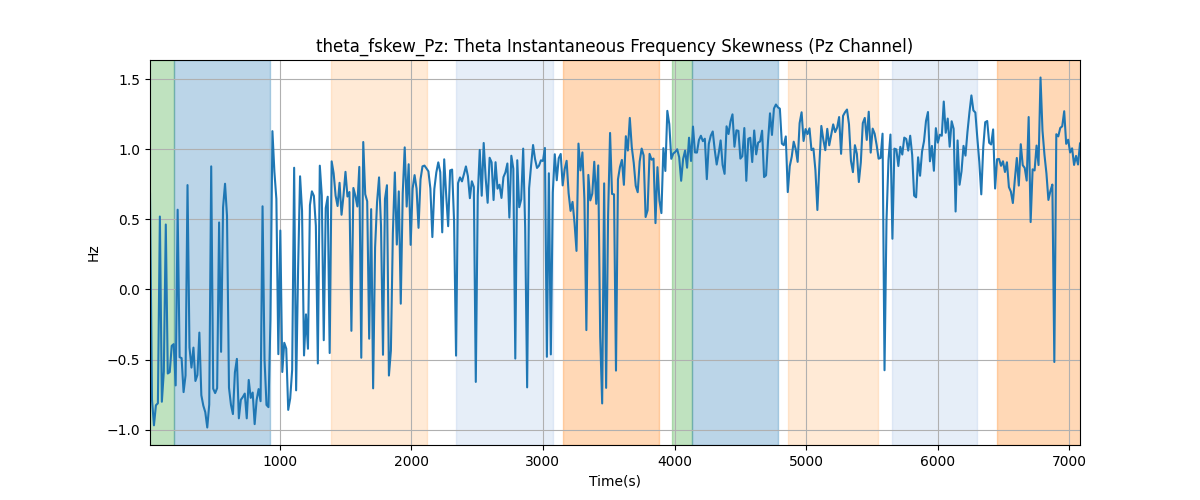 theta_fskew_Pz: Theta Instantaneous Frequency Skewness (Pz Channel)
1.5
1.0
0.5
0.0
−0.5
−1.0
Hz
1000 2000 3000 4000 5000 6000 7000
Time(s)